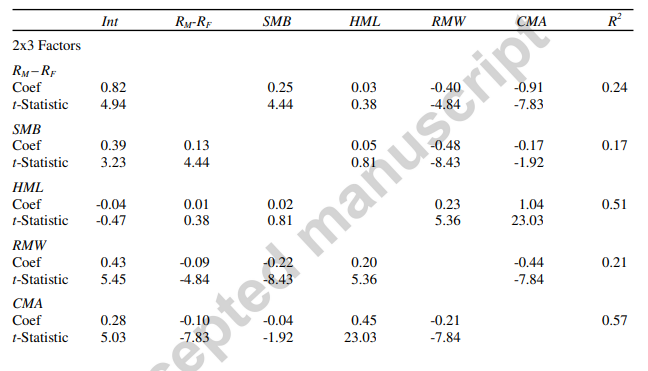 Int R_M-R_F SMB HML RMW CMA R²
2x3 Factors
R_M – R_F
Coef 0.82 0.25 0.03 -0.40 -0.91 0.24
t-Statistic 4.94 4.44 0.38 -4.84 -7.83
SMB
Coef 0.39 0.13 0.05 -0.48 -0.17 0.17
t-Statistic 3.23 4.44 0.81 -8.43 -1.92
HML
Coef -0.04 0.01 0.02 0.23 1.04 0.51
t-Statistic -0.47 0.38 0.81 5.36 23.03
RMW
Coef 0.43 -0.09 -0.22 0.20 -0.44 0.21
t-Statistic 5.45 -4.84 -8.43 5.36 -7.84
CMA
Coef 0.28 -0.10 -0.04 0.45 -0.21 0.57
t-Statistic 5.03 -7.83 -1.92 23.03 -7.84
cepted manuscript